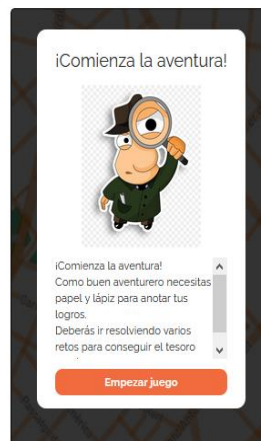 ¡Comienza la aventura!
¡Comienza la aventura!
Como buen aventurero necesitas
papel y lápiz para anotar tus
logros.
Deberás ir resolviendo varios
retos para conseguir el tesoro
Empezar juego